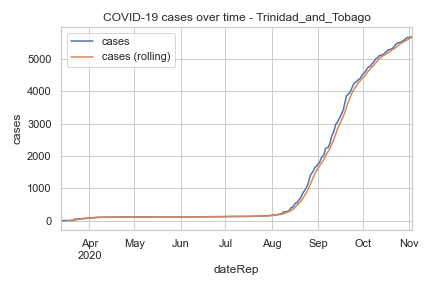 COVID-19 cases over time - Trinidad_and_Tobago
cases
cases (rolling)
cases
5000
4000
3000
2000
1000
0
Apr May Jun Jul Aug Sep Oct Nov
2020
dateRep